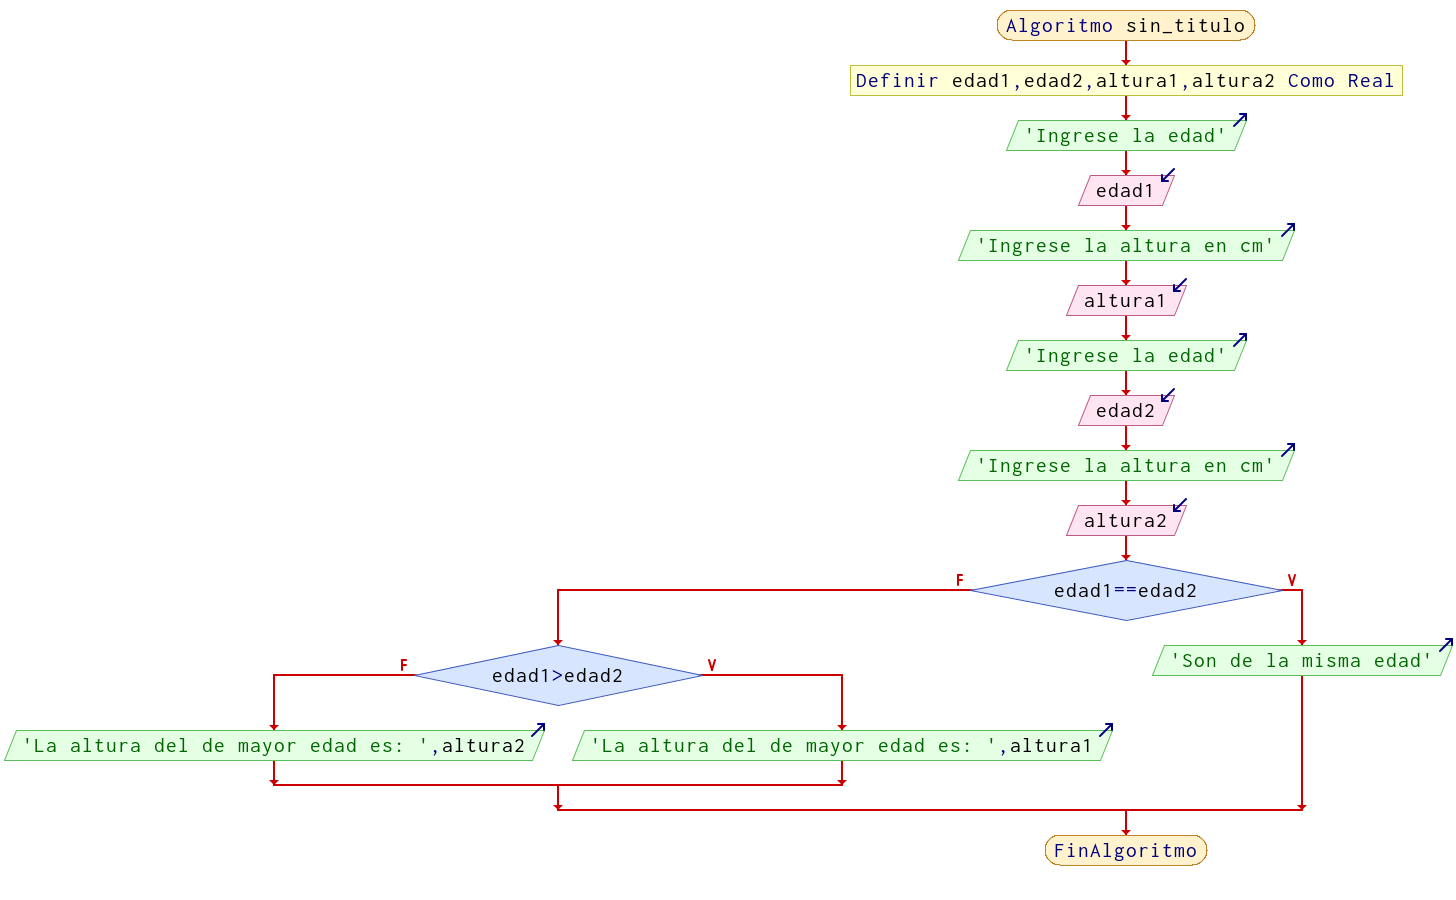 Algoritmo sin_titulo
Definir edad1,edad2,altura1,altura2 Como Real
'Ingrese la edad'
edad1
'Ingrese la altura en cm'
altura1
'Ingrese la edad'
edad2
'Ingrese la altura en cm'
altura2
F
V
edad1==edad2
'Son de la misma edad'
F
V
edad1>edad2
'La altura del de mayor edad es: ',altura2
'La altura del de mayor edad es: ',altura1
FinAlgoritmo